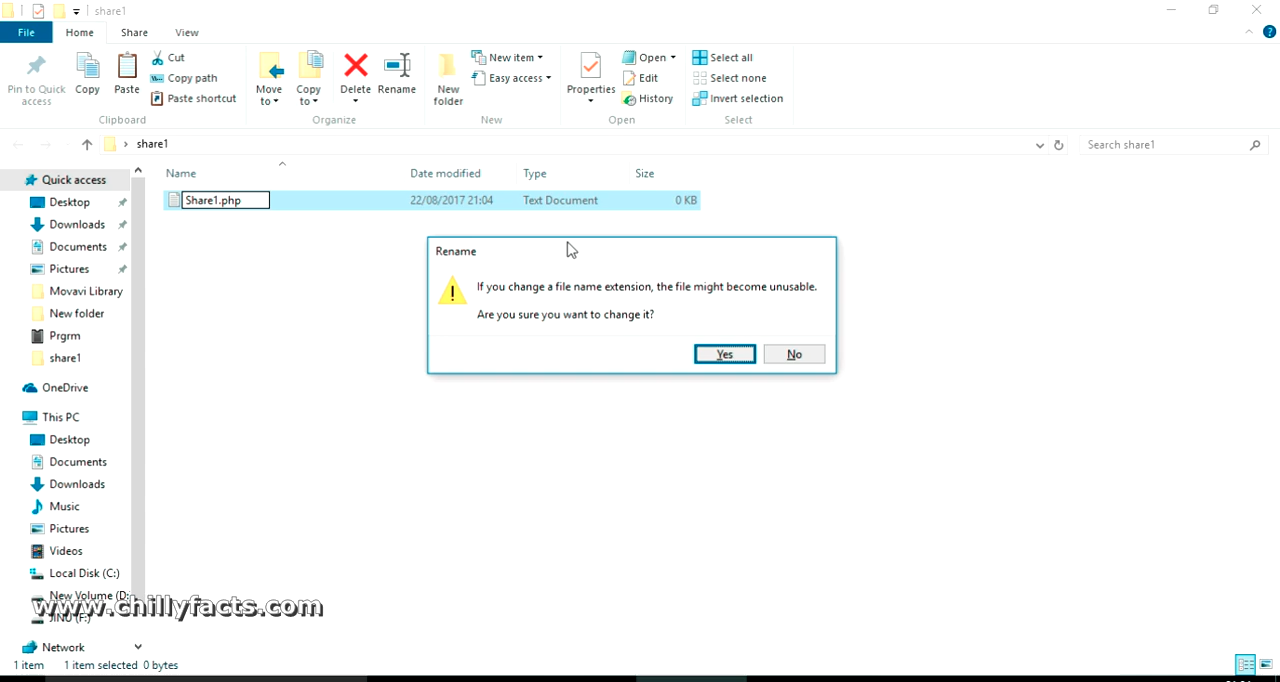 share1
File
Home
Share
View
Pin to Quick access
Copy
Paste
Cut
Copy path
Paste shortcut
Clipboard
Move to
Copy to
Delete
Rename
Organize
New folder
New item
Easy access
New
Properties
Open
Edit
History
Open
Select all
Select none
Invert selection
Select
share1
Search share1
Name
Date modified
Type
Size
Share1.php
22/08/2017 21:04
Text Document
0 KB
Quick access
Desktop
Downloads
Documents
Pictures
Movavi Library
New folder
Prgrm
share1
OneDrive
This PC
Desktop
Documents
Downloads
Music
Pictures
Videos
Local Disk (C:)
New Volume (D:
JINU (F:)
Network
Rename
If you change a file name extension, the file might become unusable.
Are you sure you want to change it?
Yes
No
www.chillyfacts.com
1 item
1 item selected 0 bytes